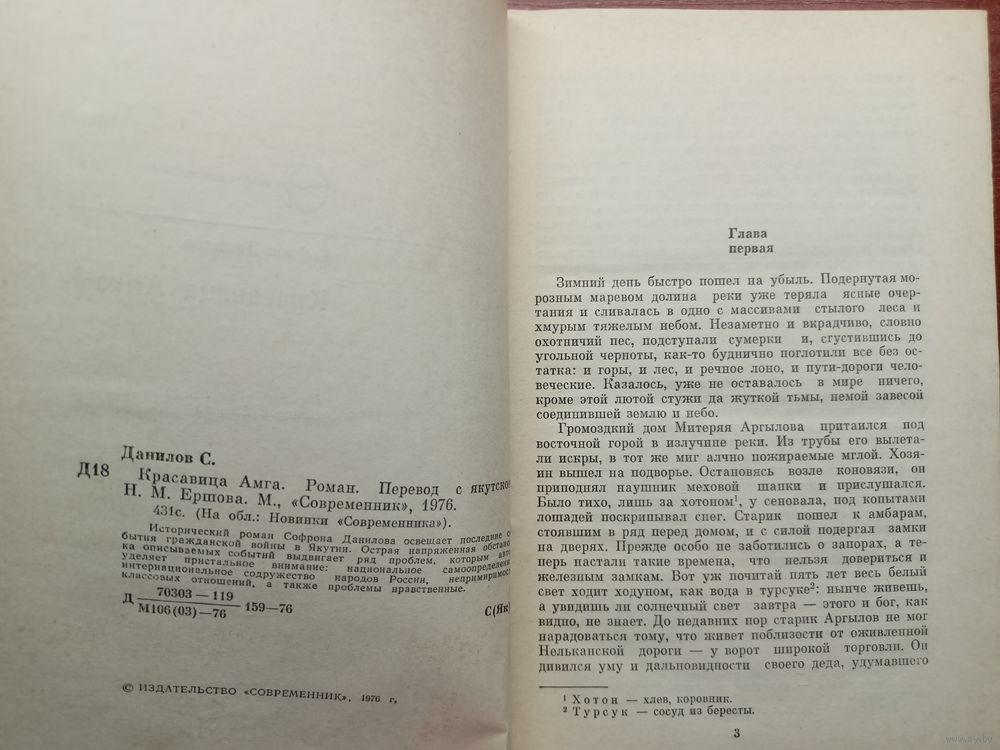 Данилов С.
Д18
Красавица Амга. Роман. Перевод с якутског
Н. М. Ершова. М., «Современник», 1976.
431с. (На обл.: Новинки «Современника»).
Исторический роман Софрона Данилова освещает последние с
бытия гражданской войны в Якутии. Острая напряженная обстано
ка описываемых событий выдвигает ряд проблем, которым авто
уделяет пристальное внимание: национальное самоопределени
интернациональное содружество народов России, непримиримос
классовых отношений, а также проблемы нравственные.
Д 70303—119
М106(03)—76 159—76
С(Як)
© ИЗДАТЕЛЬСТВО «СОВРЕМЕННИК», 1976 г,
Глава
первая
Зимний день быстро пошел на убыль. Подернутая мо-
розным маревом долина реки уже теряла ясные очер-
тания и сливалась в одно с массивами стылого леса и
хмурым тяжелым небом. Незаметно и вкрадчиво, словно
охотничий пес, подступали сумерки и, сгустившись до
угольной черноты, как-то буднично поглотили все без ос-
татка: и горы, и лес, и речное лоно, и пути-дороги чело-
веческие. Казалось, уже не оставалось в мире ничего,
кроме этой лютой стужи да жуткой тьмы, немой завесой
соединившей землю и небо.
Громоздкий дом Митеряя Аргылова притаился под
восточной горой в излучине реки. Из трубы его вылета-
ли искры, в тот же миг алчно пожираемые мглой. Хозя-
ин вышел на подворье. Остановясь возле коновязи, он
приподнял наушник меховой шапки и прислушался.
Было тихо, лишь за хотоном¹, у сеновала, под копытами
лошадей поскрипывал снег. Старик пошел к амбарам,
стоявшим в ряд перед домом, и с силой подергал замки
на дверях. Прежде особо не заботились о запорах, а те-
перь настали такие времена, что нельзя довериться и
железным замкам. Вот уж почитай пять лет весь белый
свет ходит ходуном, как вода в турсуке²: нынче живешь,
а увидишь ли солнечный свет завтра — этого и бог, как
видно, не знает. До недавних пор старик Аргылов не мог
нарадоваться тому, что живет поблизости от оживленной
Нельканской дороги — у ворот широкой торговли. Он
дивился уму и дальновидности своего деда, удумавшего
¹ Хотон — хлев, коровник.
² Турсук — сосуд из бересты.
3
www.ay.by